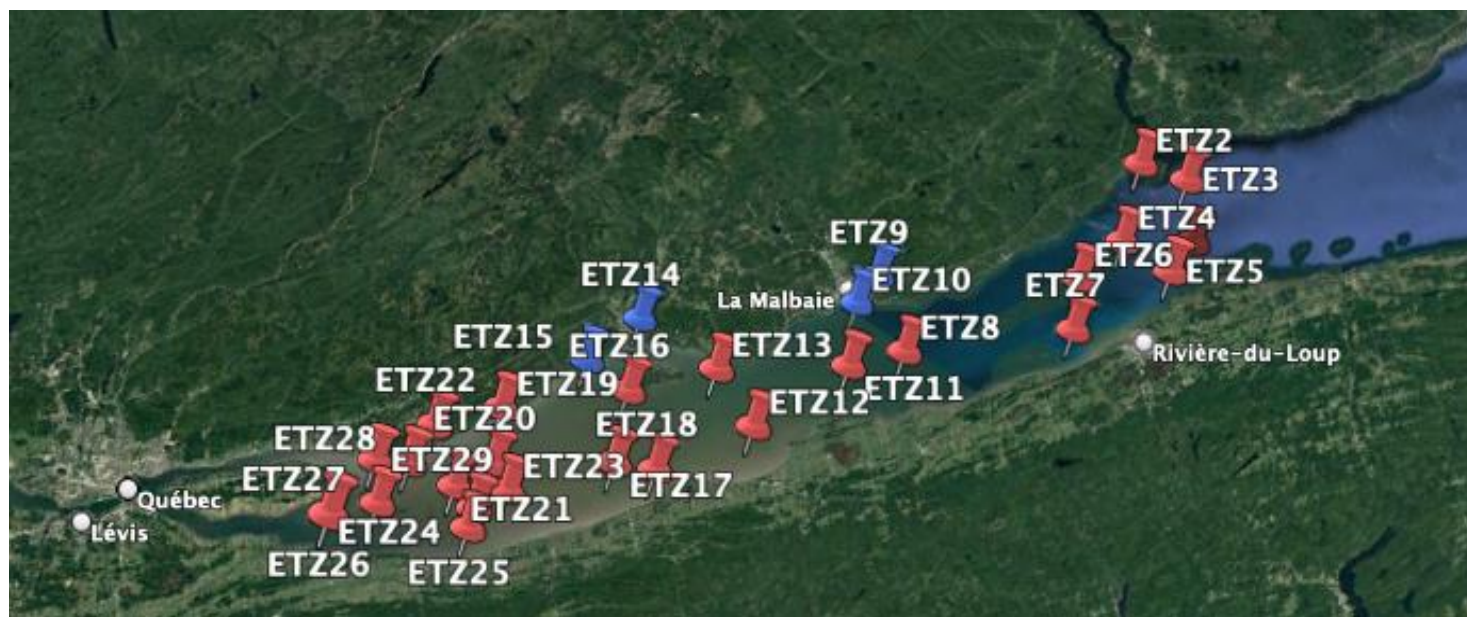 ETZ2
ETZ3
ETZ4
ETZ9
ETZ6
ETZ5
ETZ14
ETZ10
ETZ7
La Malbaie
ETZ8
ETZ15
ETZ16
ETZ13
Rivière-du-Loup
ETZ22
ETZ19
ETZ11
ETZ12
ETZ20
ETZ18
ETZ28
ETZ29
ETZ23
ETZ27
ETZ17
Québec
ETZ21
Lévis
ETZ24
ETZ26
ETZ25